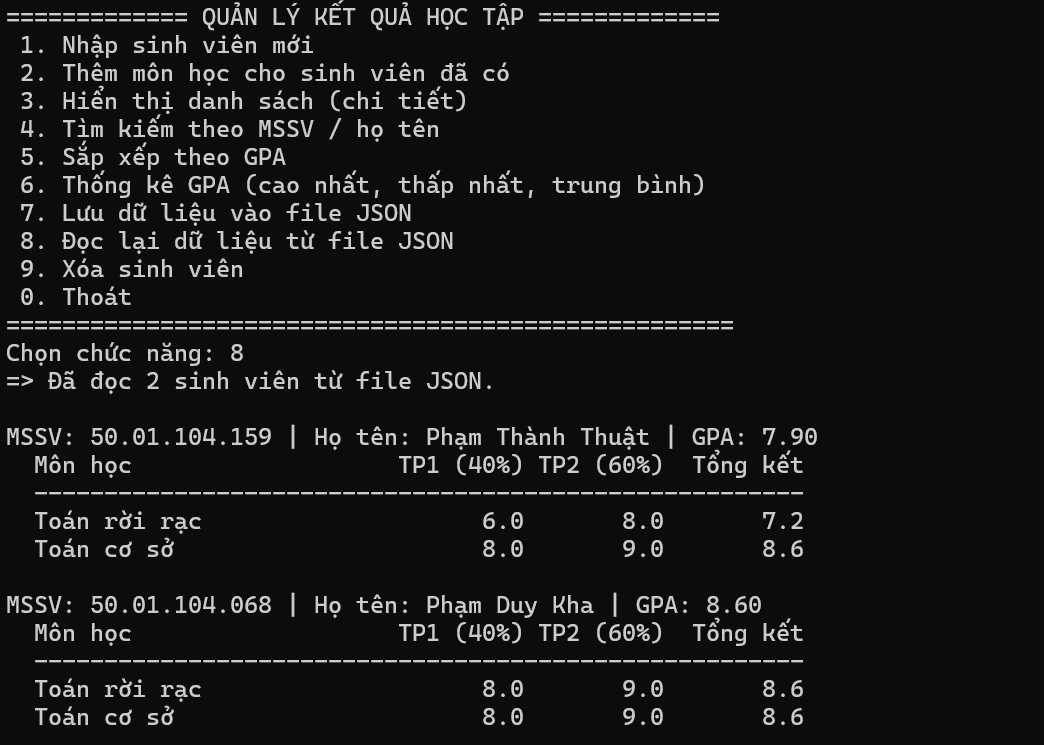 ============= QUẢN LÝ KẾT QUẢ HỌC TẬP =============
1. Nhập sinh viên mới
2. Thêm môn học cho sinh viên đã có
3. Hiển thị danh sách (chi tiết)
4. Tìm kiếm theo MSSV / họ tên
5. Sắp xếp theo GPA
6. Thống kê GPA (cao nhất, thấp nhất, trung bình)
7. Lưu dữ liệu vào file JSON
8. Đọc lại dữ liệu từ file JSON
9. Xóa sinh viên
0. Thoát
====================================================
Chọn chức năng: 8
=> Đã đọc 2 sinh viên từ file JSON.
MSSV: 50.01.104.159 | Họ tên: Phạm Thành Thuật | GPA: 7.90
Môn học TP1 (40%) TP2 (60%) Tổng kết
-------------------------------------------------------
Toán rời rạc 6.0 8.0 7.2
Toán cơ sở 8.0 9.0 8.6
MSSV: 50.01.104.068 | Họ tên: Phạm Duy Kha | GPA: 8.60
Môn học TP1 (40%) TP2 (60%) Tổng kết
-------------------------------------------------------
Toán rời rạc 8.0 9.0 8.6
Toán cơ sở 8.0 9.0 8.6